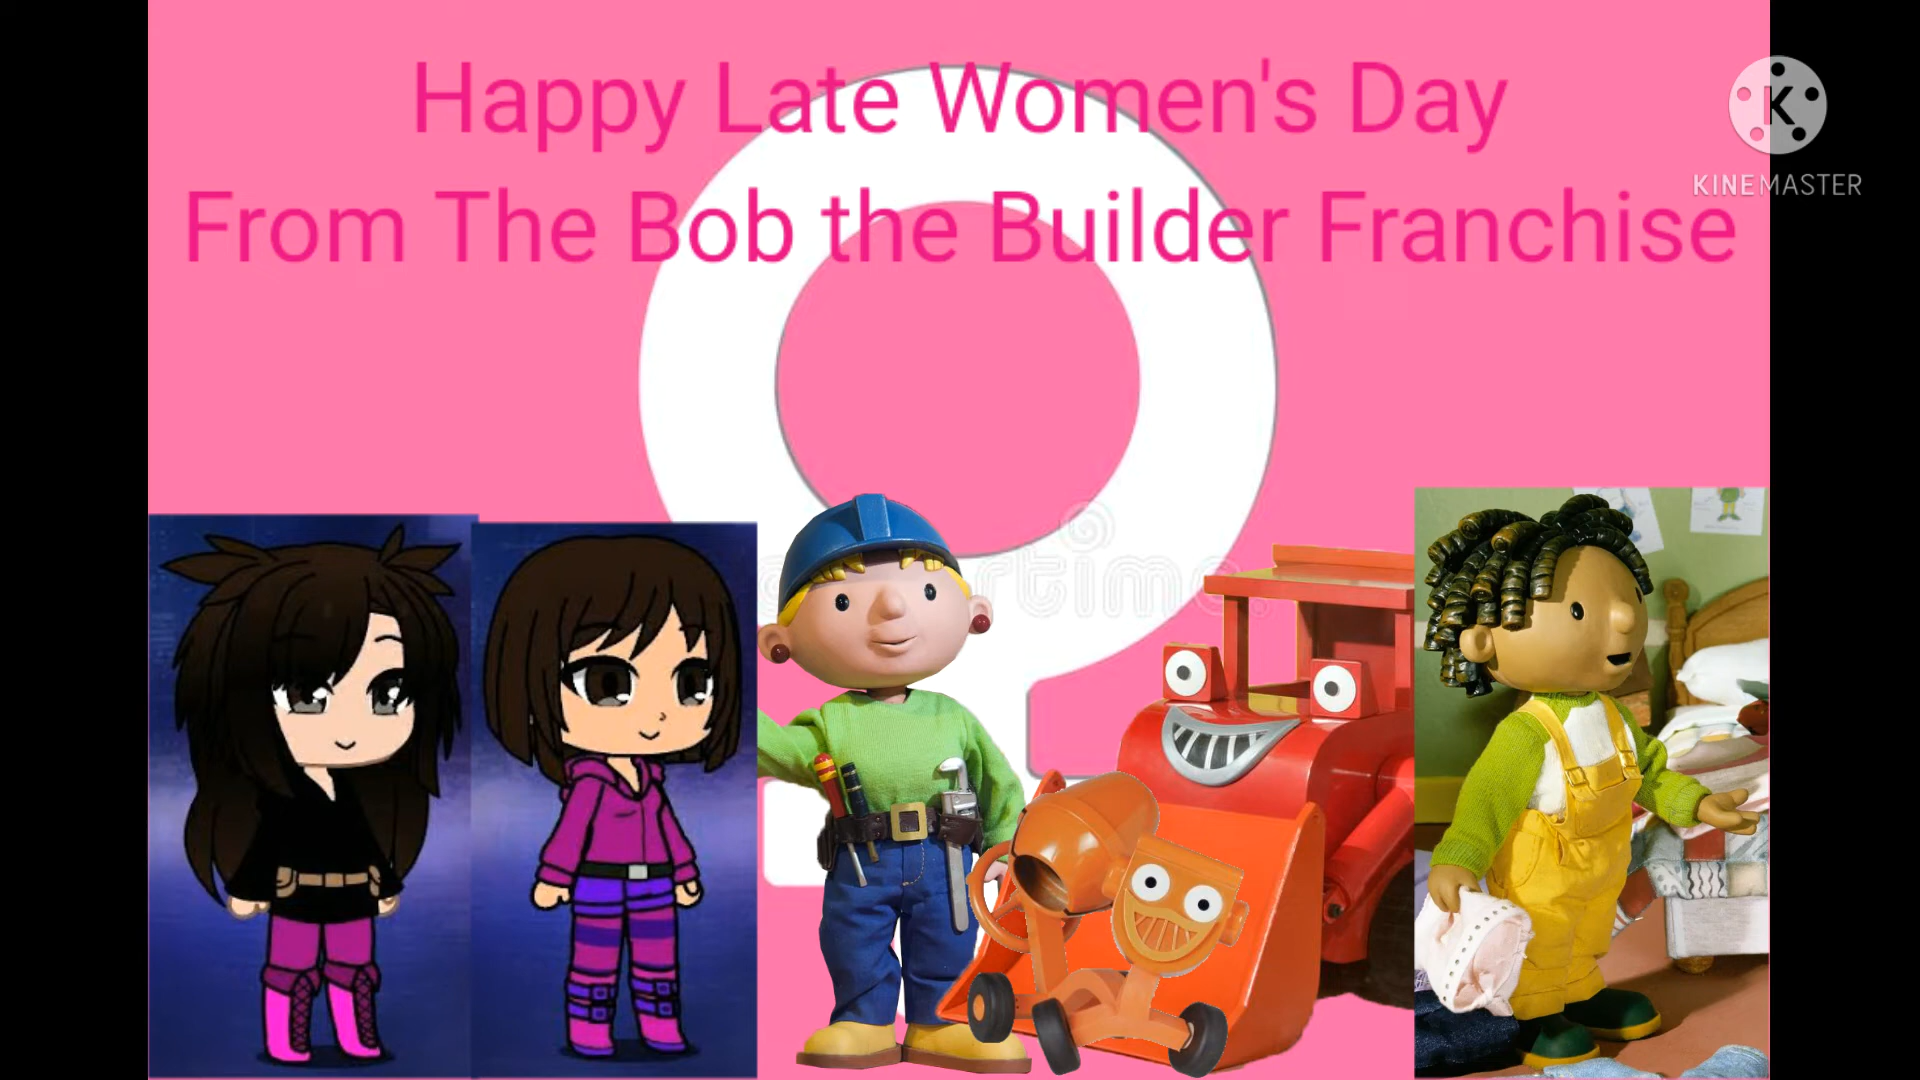 Happy Late Women's Day
From The Bob the Builder Franchise
K
KINEMASTER